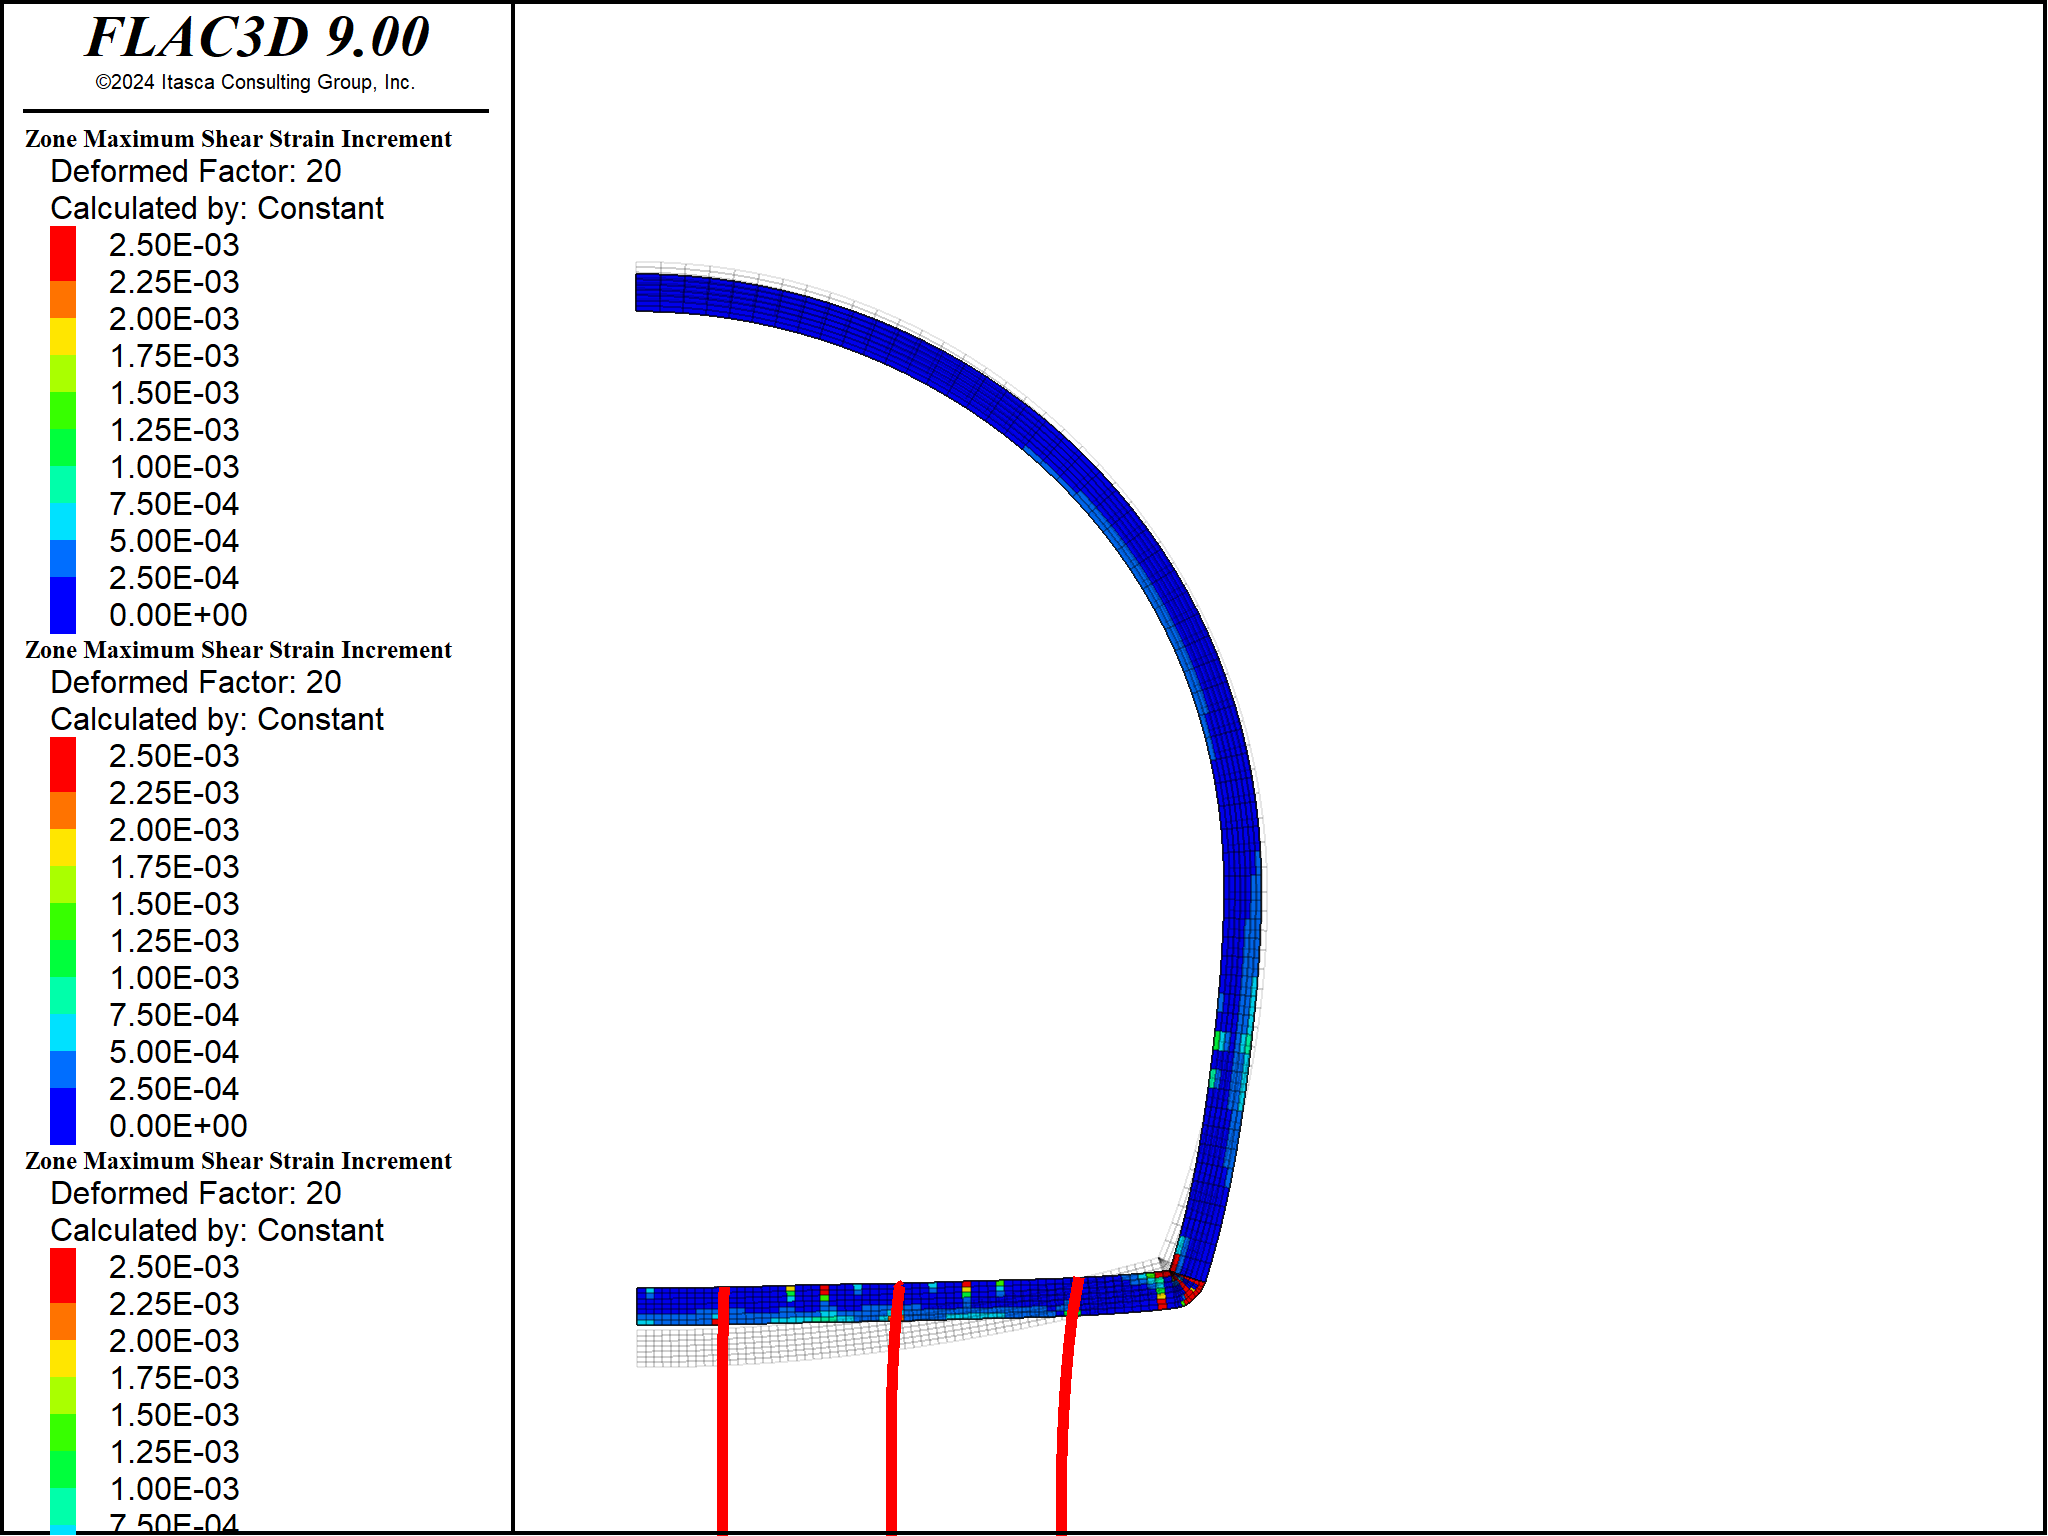 FLAC3D 9.00
©2024 Itasca Consulting Group, Inc.
Zone Maximum Shear Strain Increment
Deformed Factor: 20
Calculated by: Constant
2.50E-03
2.25E-03
2.00E-03
1.75E-03
1.50E-03
1.25E-03
1.00E-03
7.50E-04
5.00E-04
2.50E-04
0.00E+00
Zone Maximum Shear Strain Increment
Deformed Factor: 20
Calculated by: Constant
2.50E-03
2.25E-03
2.00E-03
1.75E-03
1.50E-03
1.25E-03
1.00E-03
7.50E-04
5.00E-04
2.50E-04
0.00E+00
Zone Maximum Shear Strain Increment
Deformed Factor: 20
Calculated by: Constant
2.50E-03
2.25E-03
2.00E-03
1.75E-03
1.50E-03
1.25E-03
1.00E-03
7.50E-04